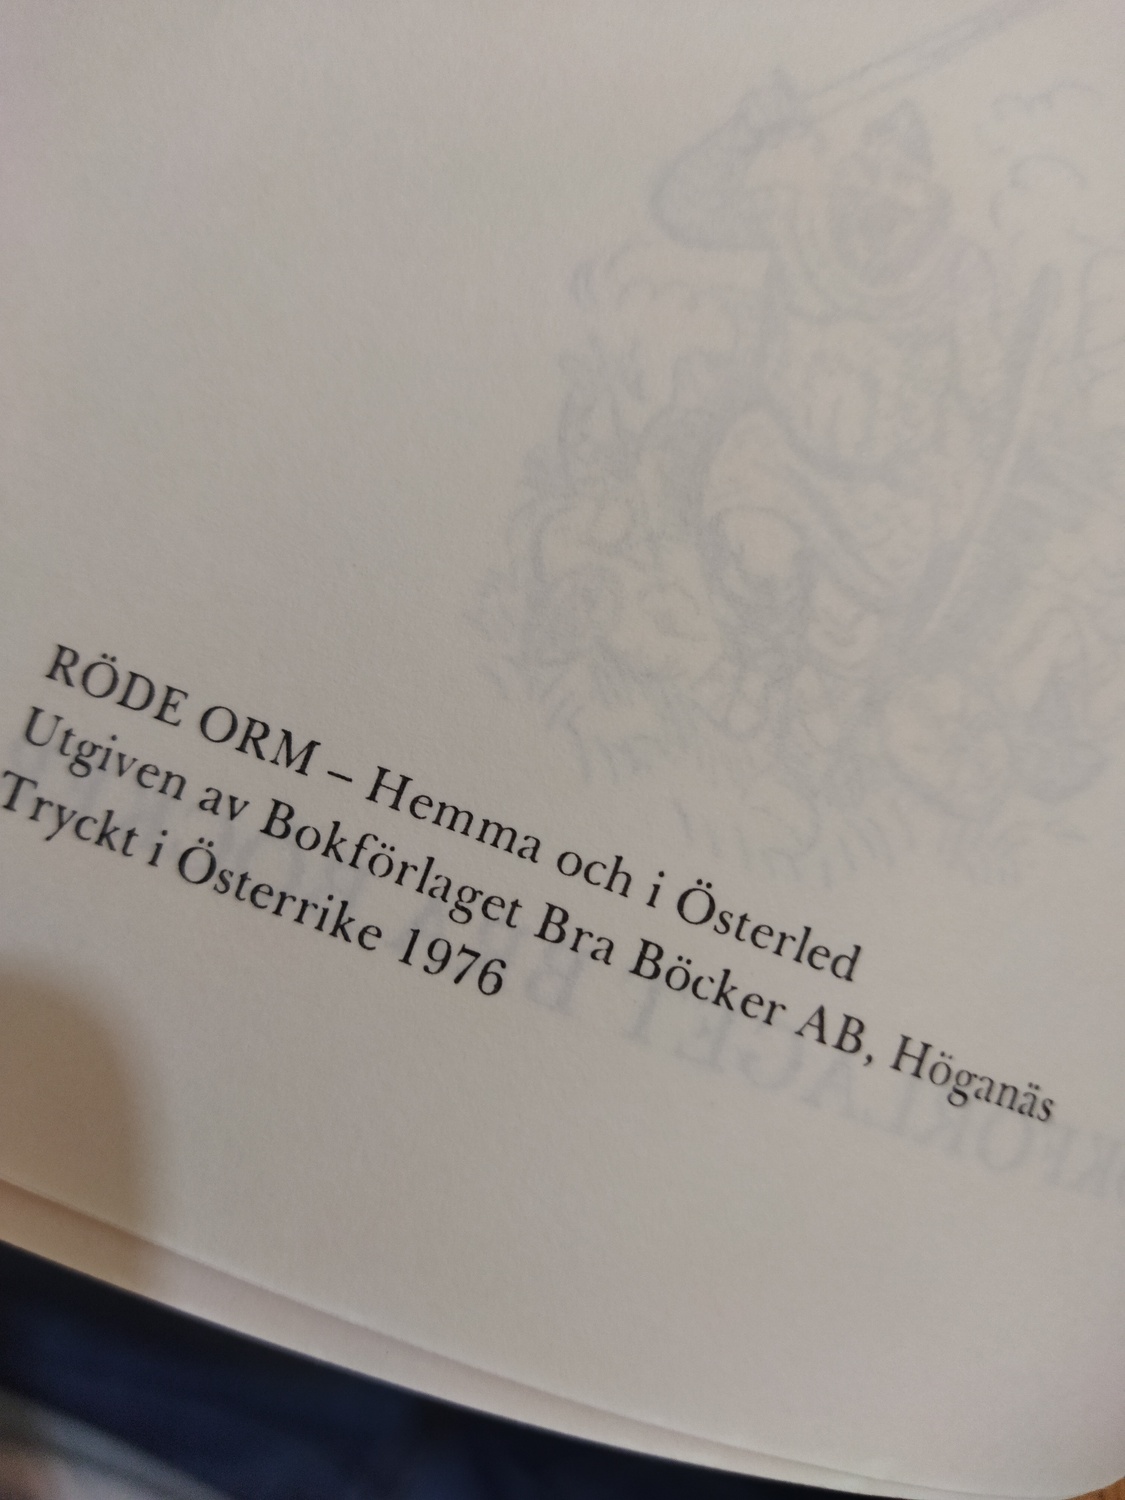 RÖDE ORM – Hemma och i Österled
Utgiven av Bokförlaget Bra Böcker AB, Höganäs
Tryckt i Österrike 1976